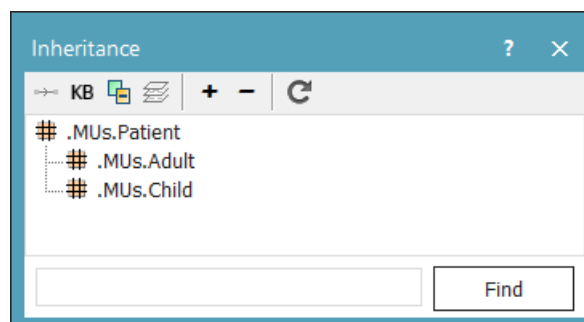 Inheritance ? ×
KB + -
.MUs.Patient
.MUs.Adult
.MUs.Child
Find